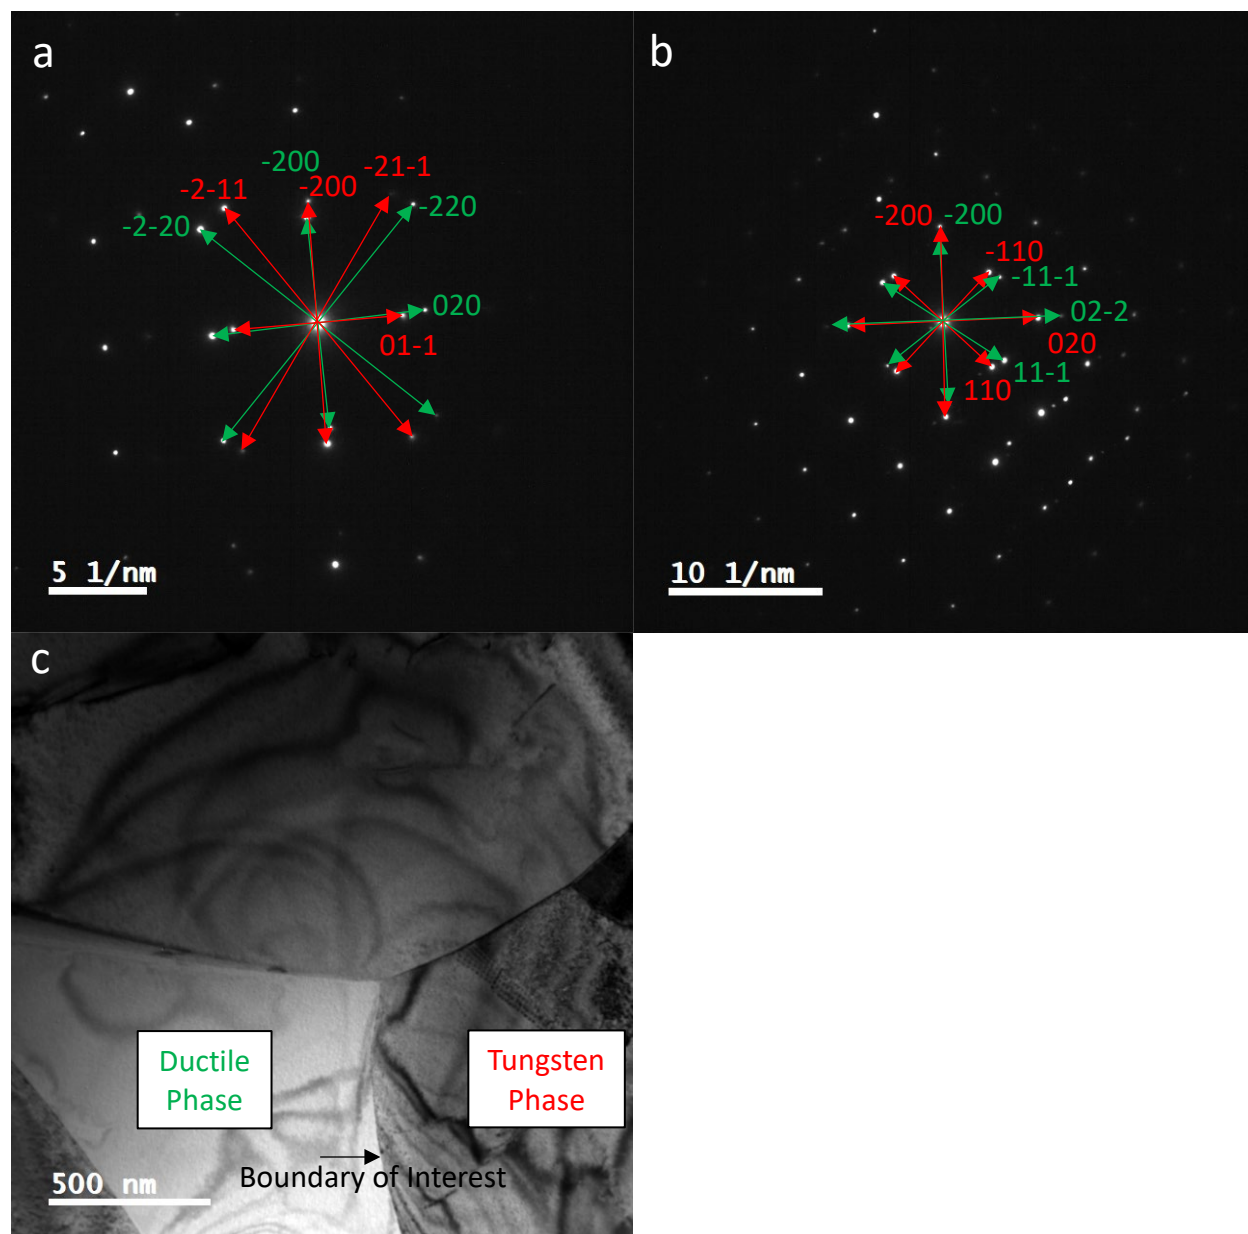 a
-200
-21-1
-2-11
-200
-2-20
-220
020
01-1
5 1/nm
b
-200
-200
-110
-11-1
02-2
020
11-1
110
10 1/nm
c
Ductile
Phase
Tungsten
Phase
Boundary of Interest
500 nm